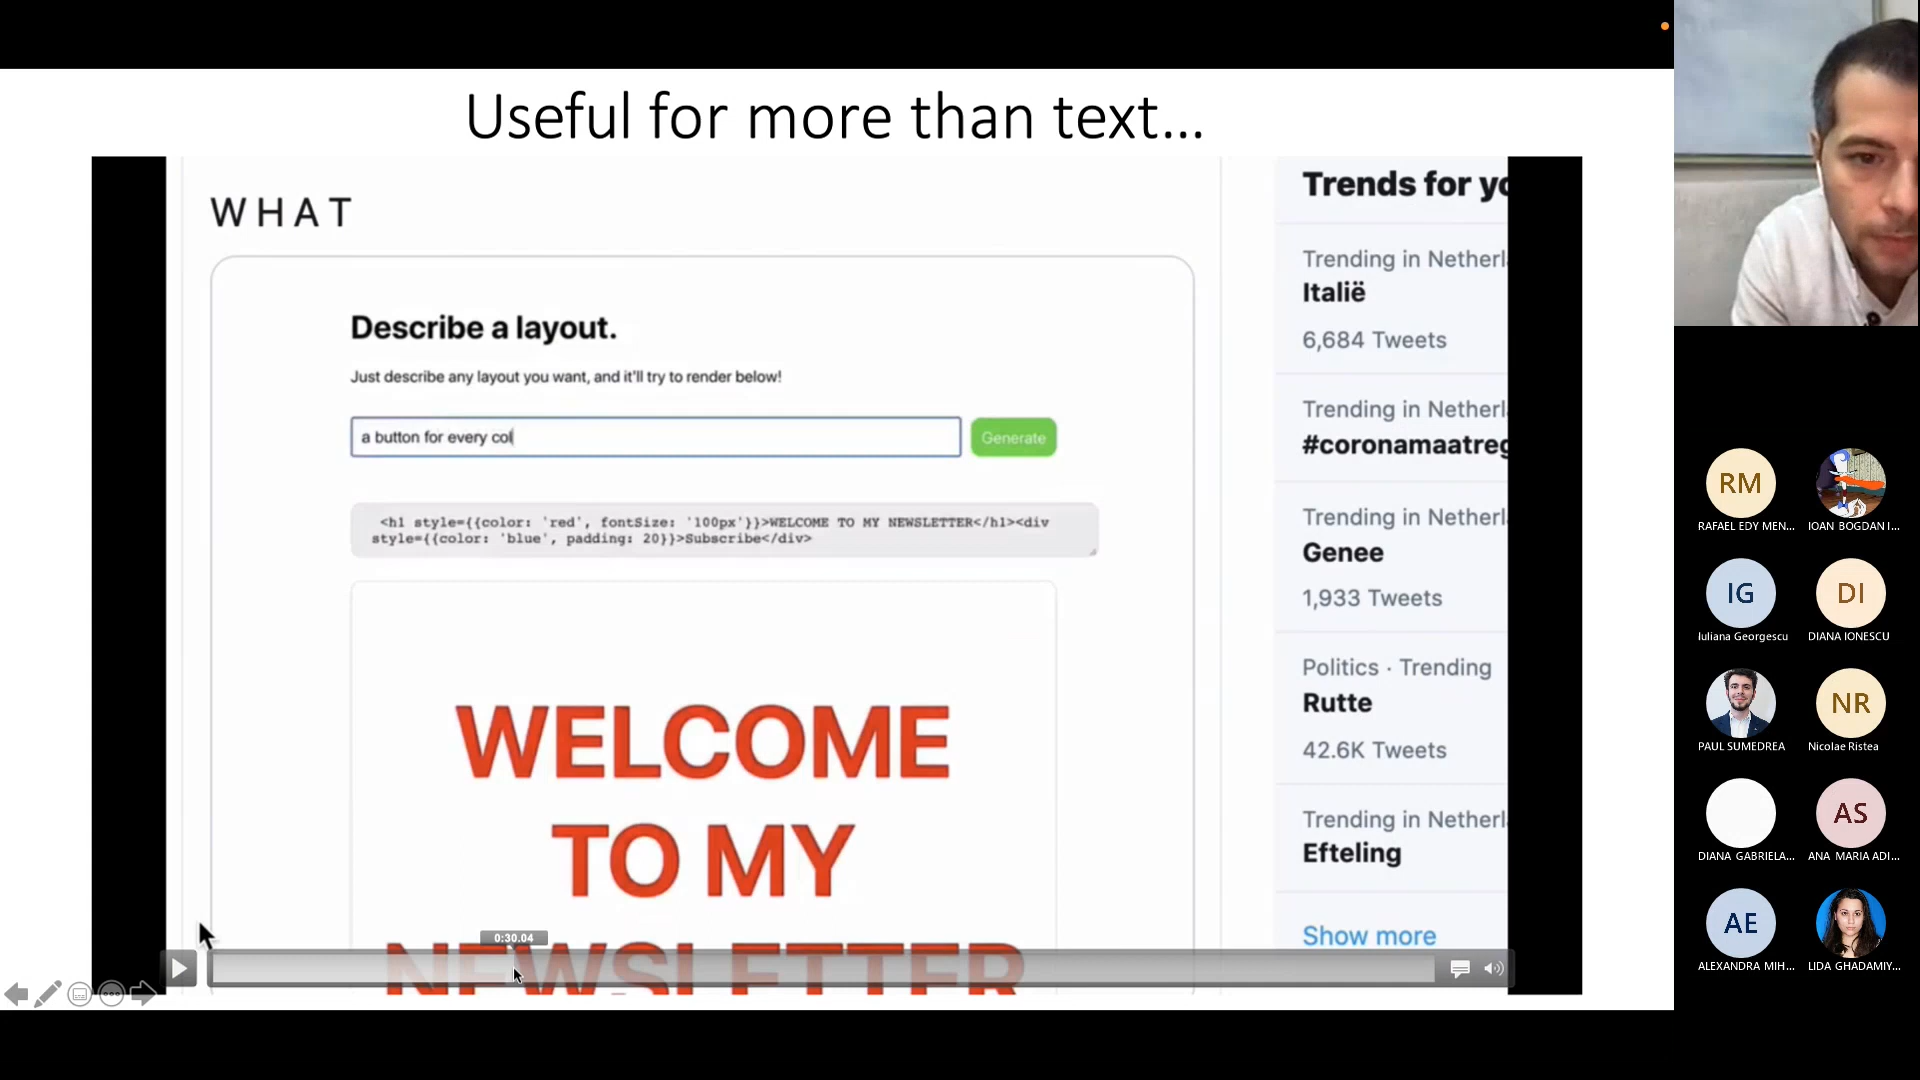 Useful for more than text...
WHAT
Describe a layout.
Just describe any layout you want, and it'll try to render below!
a button for every col
Generate
<h1 style={{color: 'red', fontSize: '100px'}}>WELCOME TO MY NEWSLETTER</h1><div
style={{color: 'blue', padding: 20}}>Subscribe</div>
WELCOME
TO MY
NEWSLETTER
0:30.04
Trends for yo
Trending in Netherl
Italië
6,684 Tweets
Trending in Netherl
#coronamaatreg
Trending in Netherl
Genee
1,933 Tweets
Politics · Trending
Rutte
42.6K Tweets
Trending in Netherl
Efteling
Show more
RM
RAFAEL EDY MEN...
IOAN BOGDAN I...
IG
Iuliana Georgescu
DI
DIANA IONESCU
PAUL SUMEDREA
NR
Nicolae Ristea
DIANA GABRIELA...
AS
ANA MARIA ADI...
AE
ALEXANDRA MIH...
LIDA GHADAMIY...